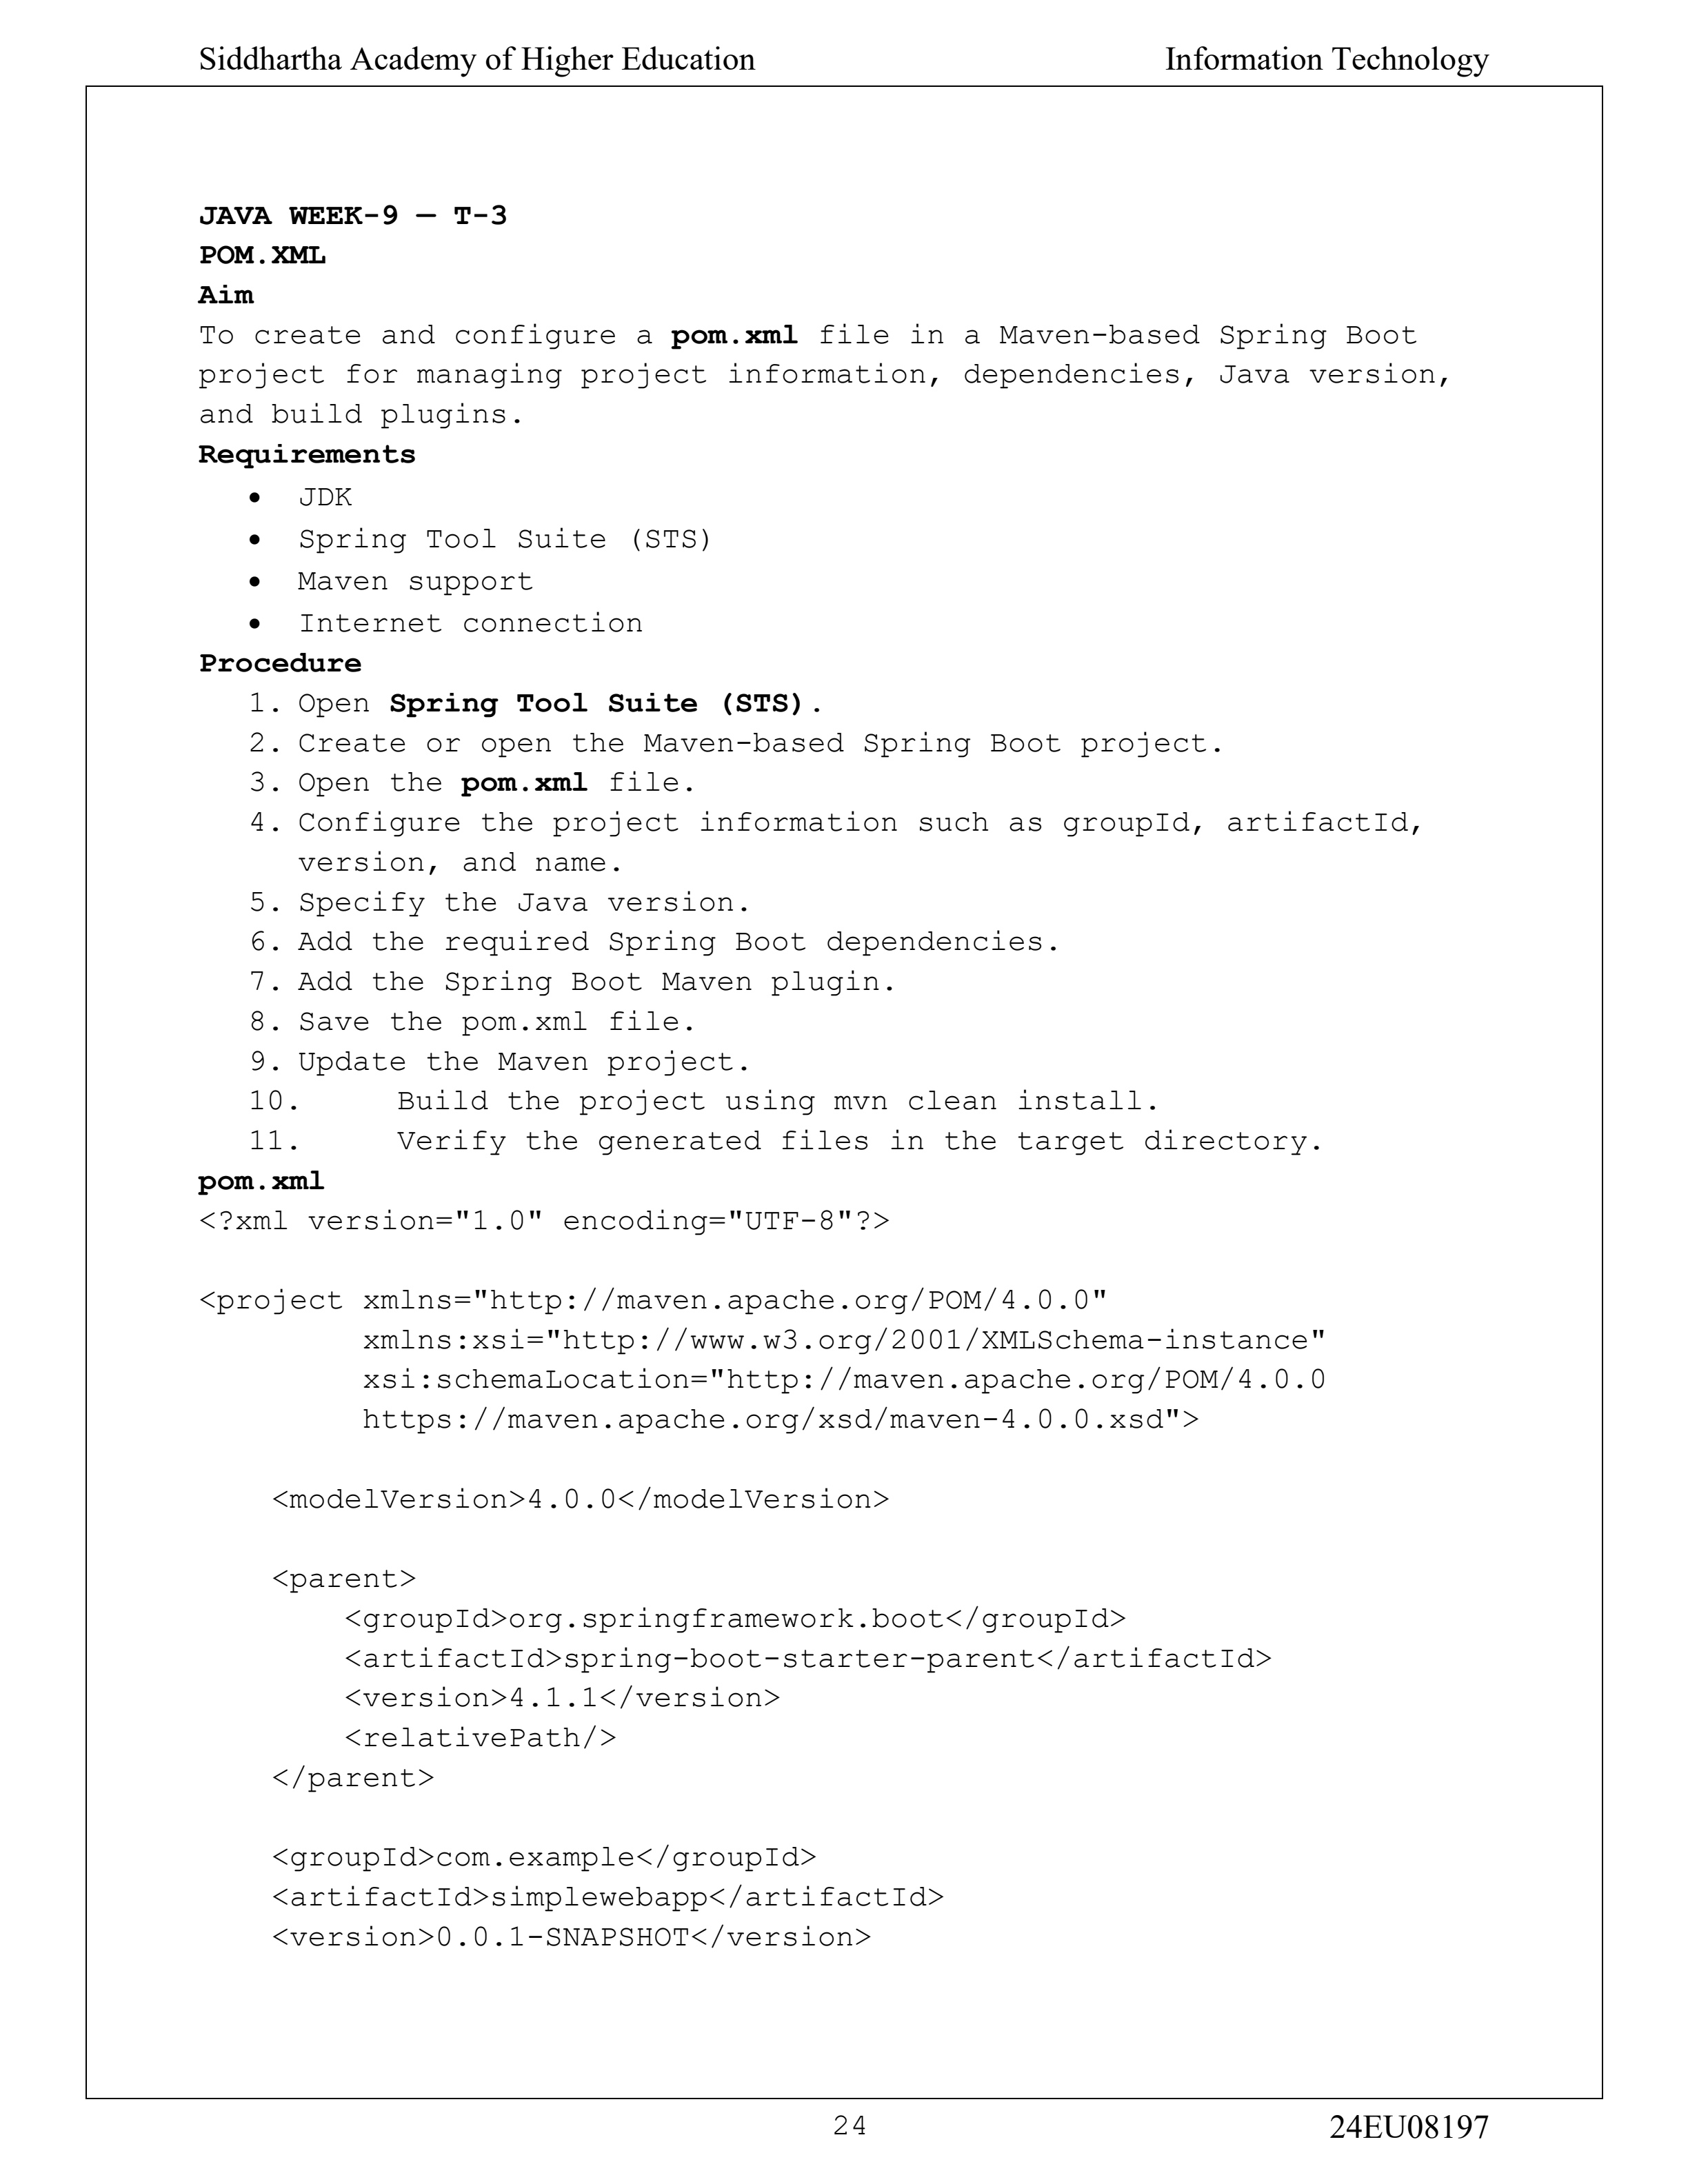 Siddhartha Academy of Higher Education Information Technology
JAVA WEEK-9 — T-3
POM.XML
Aim
To create and configure a pom.xml file in a Maven-based Spring Boot
project for managing project information, dependencies, Java version,
and build plugins.
Requirements
• JDK
• Spring Tool Suite (STS)
• Maven support
• Internet connection
Procedure
1. Open Spring Tool Suite (STS).
2. Create or open the Maven-based Spring Boot project.
3. Open the pom.xml file.
4. Configure the project information such as groupId, artifactId,
version, and name.
5. Specify the Java version.
6. Add the required Spring Boot dependencies.
7. Add the Spring Boot Maven plugin.
8. Save the pom.xml file.
9. Update the Maven project.
10. Build the project using mvn clean install.
11. Verify the generated files in the target directory.
pom.xml
<?xml version="1.0" encoding="UTF-8"?>
<project xmlns="http://maven.apache.org/POM/4.0.0"
xmlns:xsi="http://www.w3.org/2001/XMLSchema-instance"
xsi:schemaLocation="http://maven.apache.org/POM/4.0.0
https://maven.apache.org/xsd/maven-4.0.0.xsd">
<modelVersion>4.0.0</modelVersion>
<parent>
<groupId>org.springframework.boot</groupId>
<artifactId>spring-boot-starter-parent</artifactId>
<version>4.1.1</version>
<relativePath/>
</parent>
<groupId>com.example</groupId>
<artifactId>simplewebapp</artifactId>
<version>0.0.1-SNAPSHOT</version>
24 24EU08197